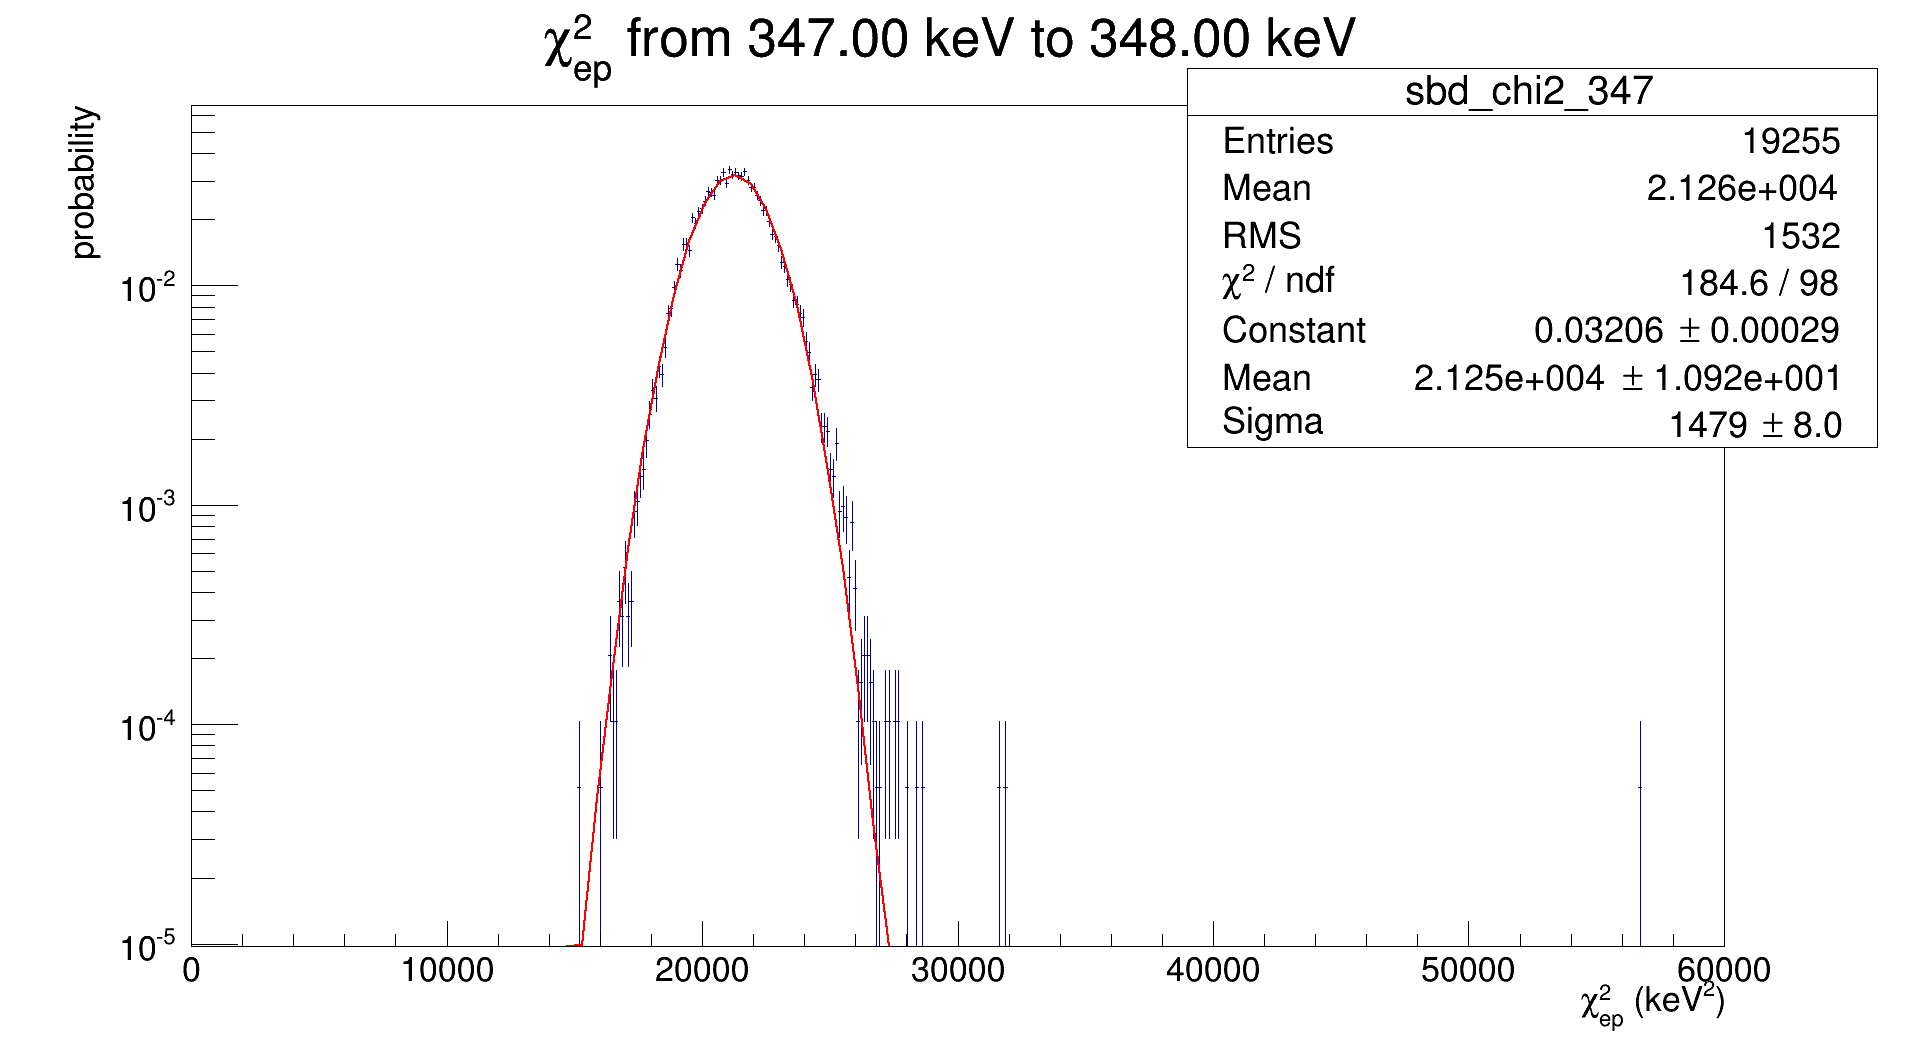 χ²ep from 347.00 keV to 348.00 keV
sbd_chi2_347
Entries 19255
Mean 2.126e+004
RMS 1532
χ² / ndf 184.6 / 98
Constant 0.03206 ± 0.00029
Mean 2.125e+004 ± 1.092e+001
Sigma 1479 ± 8.0
probability
10⁻²
10⁻³
10⁻⁴
10⁻⁵
0 10000 20000 30000 40000 50000 60000
χ²ep (keV²)